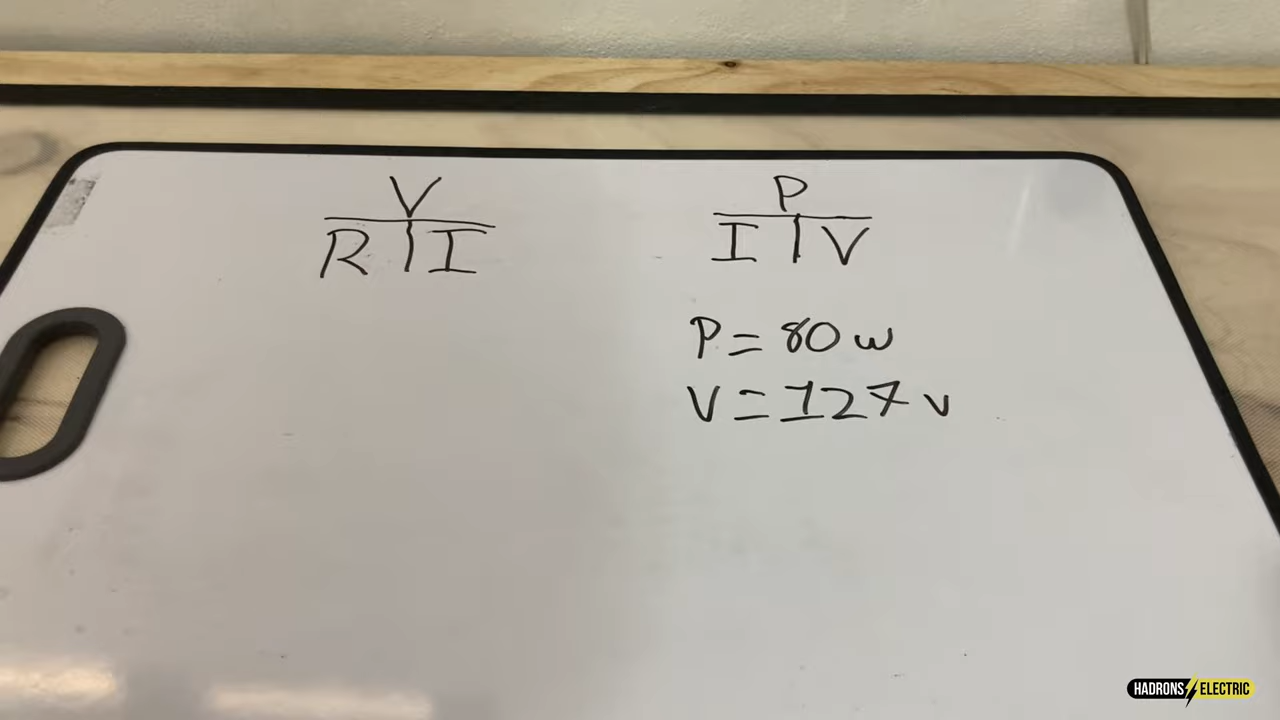 V
R I
P
I V
P = 80 w
V = 127 v
HADRONS ELECTRIC